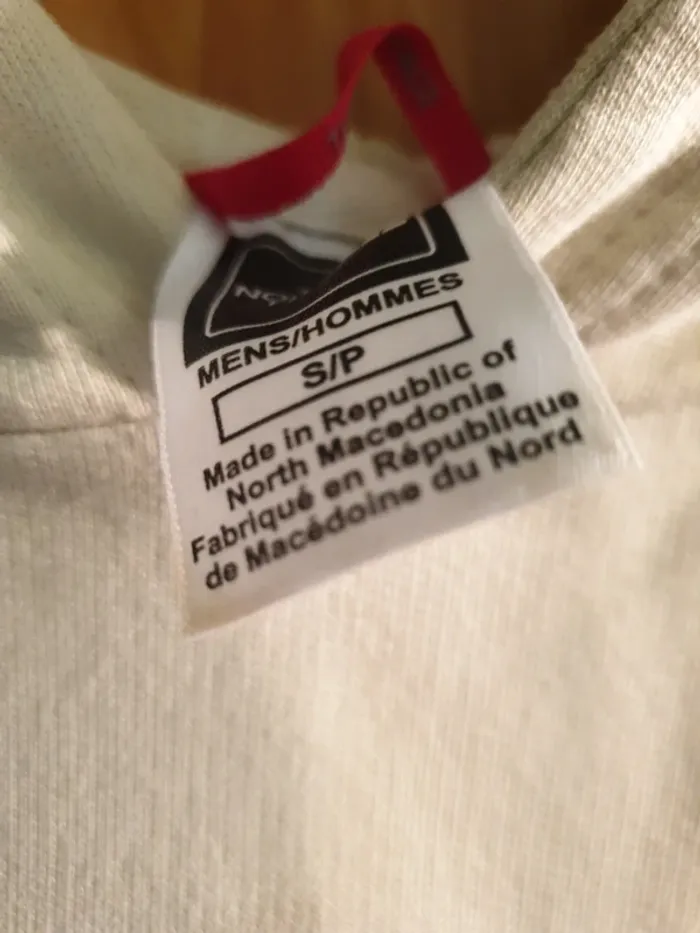 MENS/HOMMES
S/P
Made in Republic of
North Macedonia
Fabriqué en République
de Macédoine du Nord